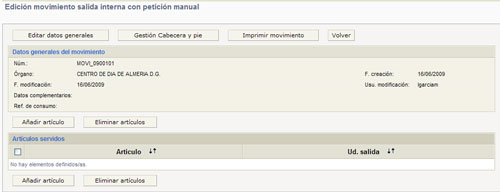 Edición movimiento salida interna con petición manual
Editar datos generales Gestión Cabecera y pie Imprimir movimiento Volver
Datos generales del movimiento
Núm.: MOVI_0900101
Órgano: CENTRO DE DIA DE ALMERIA D.G. F. creación: 16/06/2009
F. modificación: 16/06/2009 Usu. modificación: lgarciam
Datos complementarios:
Ref. de consumo:
Añadir artículo Eliminar artículos
Artículos servidos
Artículo Ud. salida
No hay elementos definidos/as.
Añadir artículo Eliminar artículos